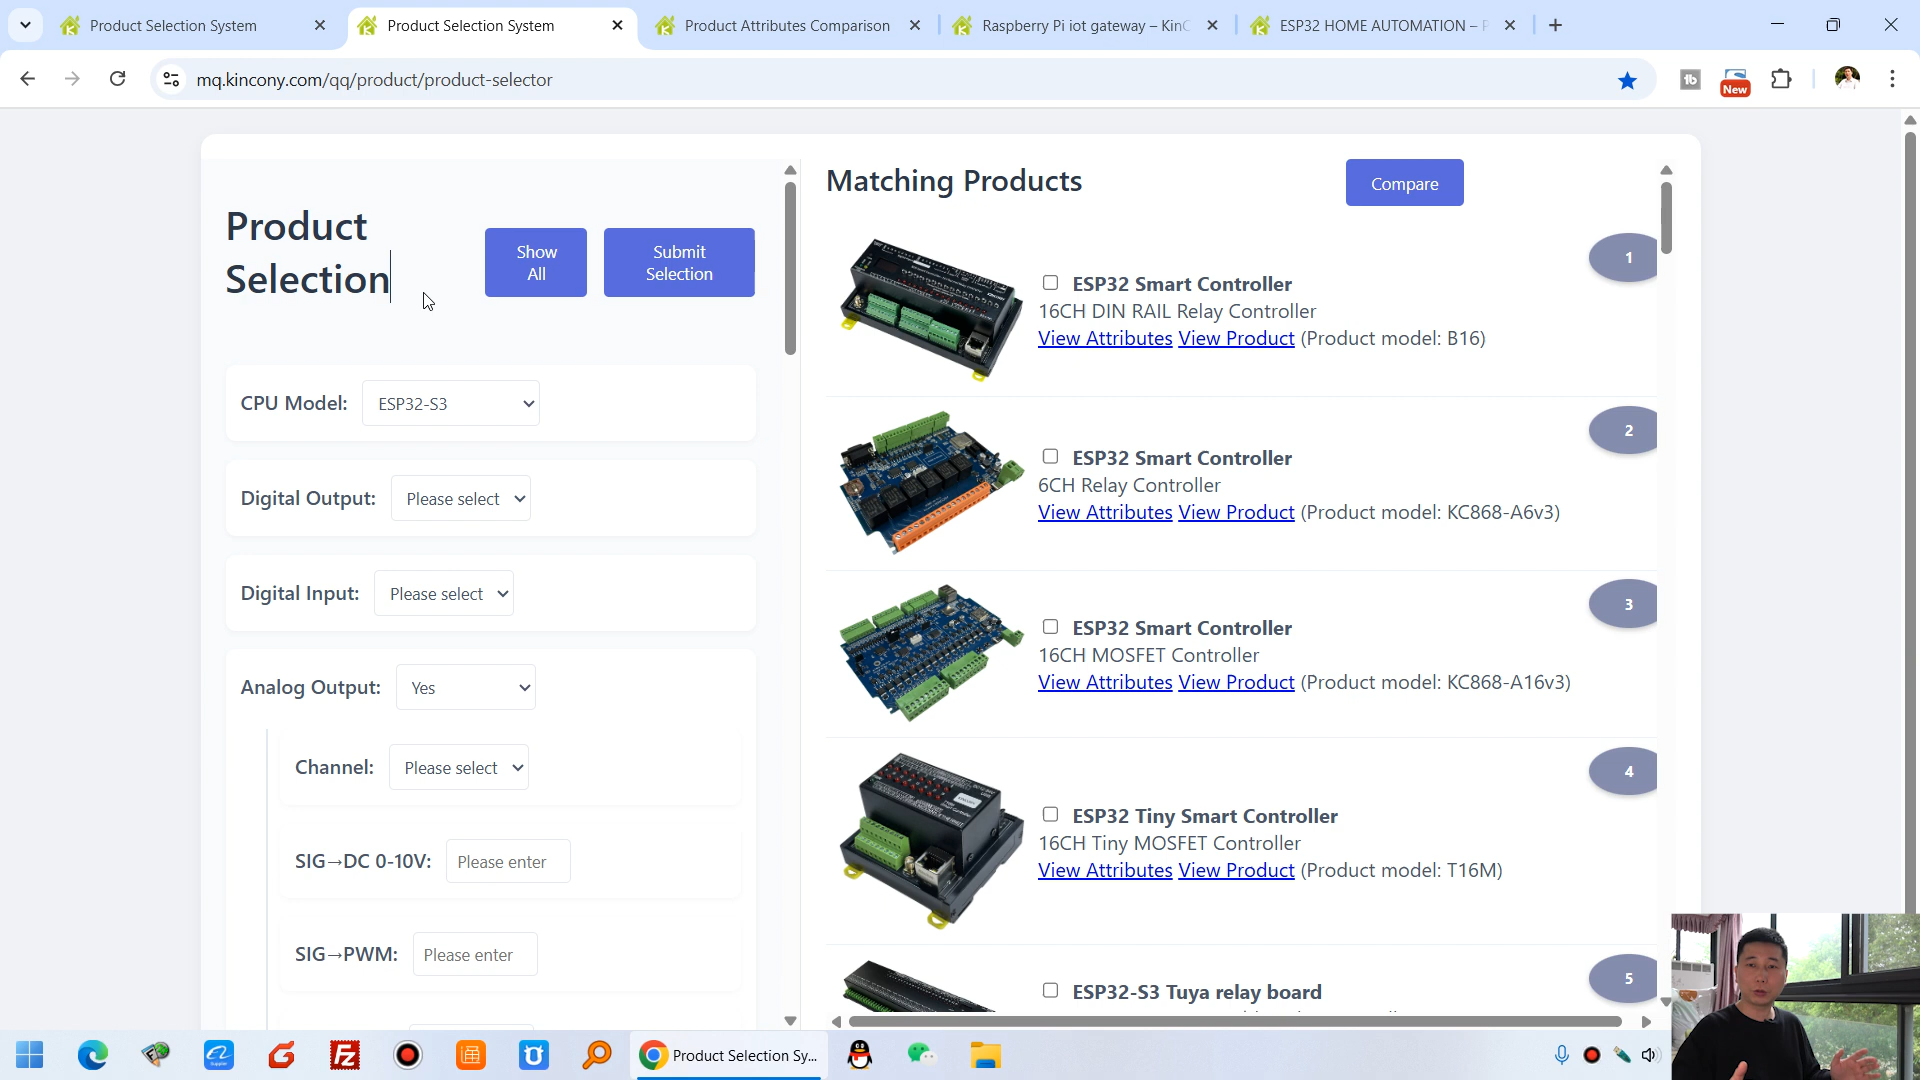 Product Selection System
Product Selection System
Product Attributes Comparison
Raspberry Pi iot gateway – KinC
ESP32 HOME AUTOMATION –
mq.kincony.com/qq/product/product-selector
New
Product
Selection
Show
All
Submit
Selection
CPU Model:
ESP32-S3
Digital Output:
Please select
Digital Input:
Please select
Analog Output:
Yes
Channel:
Please select
SIG→DC 0-10V:
Please enter
SIG→PWM:
Please enter
Matching Products
Compare
1
ESP32 Smart Controller
16CH DIN RAIL Relay Controller
View Attributes View Product (Product model: B16)
2
ESP32 Smart Controller
6CH Relay Controller
View Attributes View Product (Product model: KC868-A6v3)
3
ESP32 Smart Controller
16CH MOSFET Controller
View Attributes View Product (Product model: KC868-A16v3)
4
ESP32 Tiny Smart Controller
16CH Tiny MOSFET Controller
View Attributes View Product (Product model: T16M)
5
ESP32-S3 Tuya relay board
Product Selection Sy...